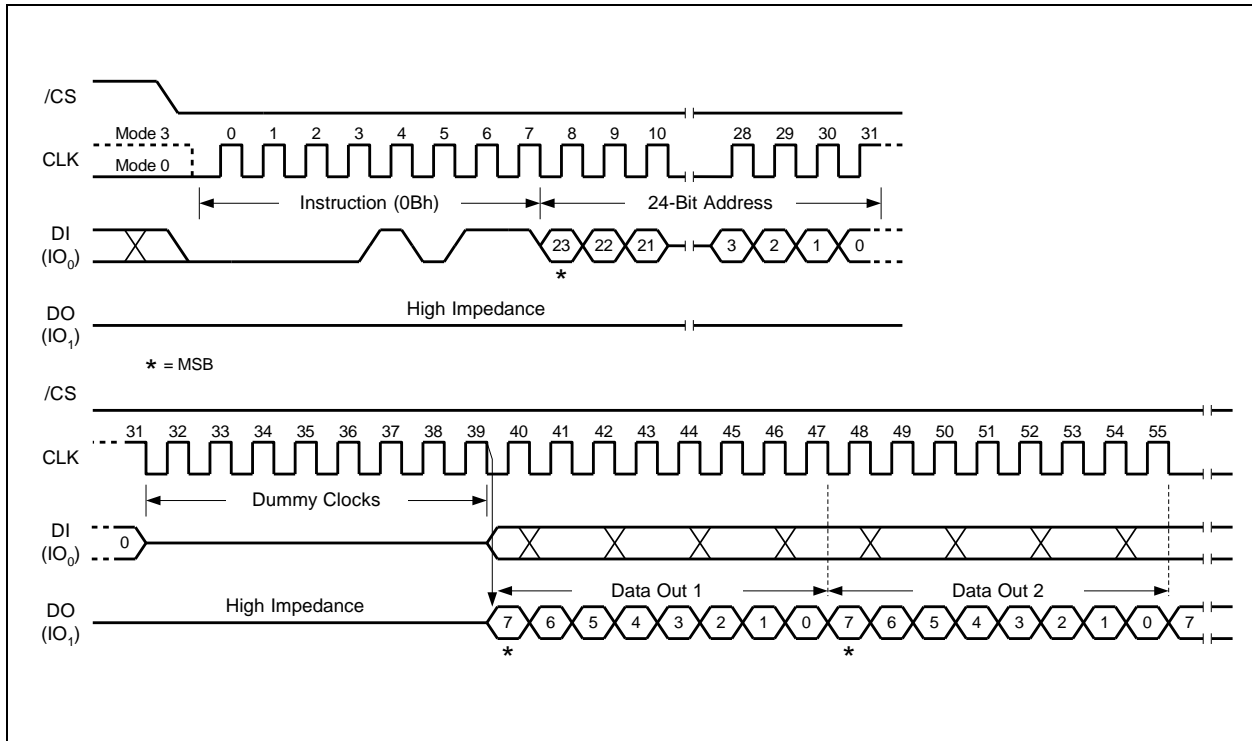 /CS
Mode 3 0 1 2 3 4 5 6 7 8 9 10 28 29 30 31
CLK
Mode 0
Instruction (0Bh) 24-Bit Address
DI
(IO0) 23 22 21 3 2 1 0
*
High Impedance
DO
(IO1)
* = MSB
/CS
31 32 33 34 35 36 37 38 39 40 41 42 43 44 45 46 47 48 49 50 51 52 53 54 55
CLK
Dummy Clocks
DI
(IO0) 0
Data Out 1 Data Out 2
High Impedance
DO
(IO1) 7 6 5 4 3 2 1 0 7 6 5 4 3 2 1 0 7
* *